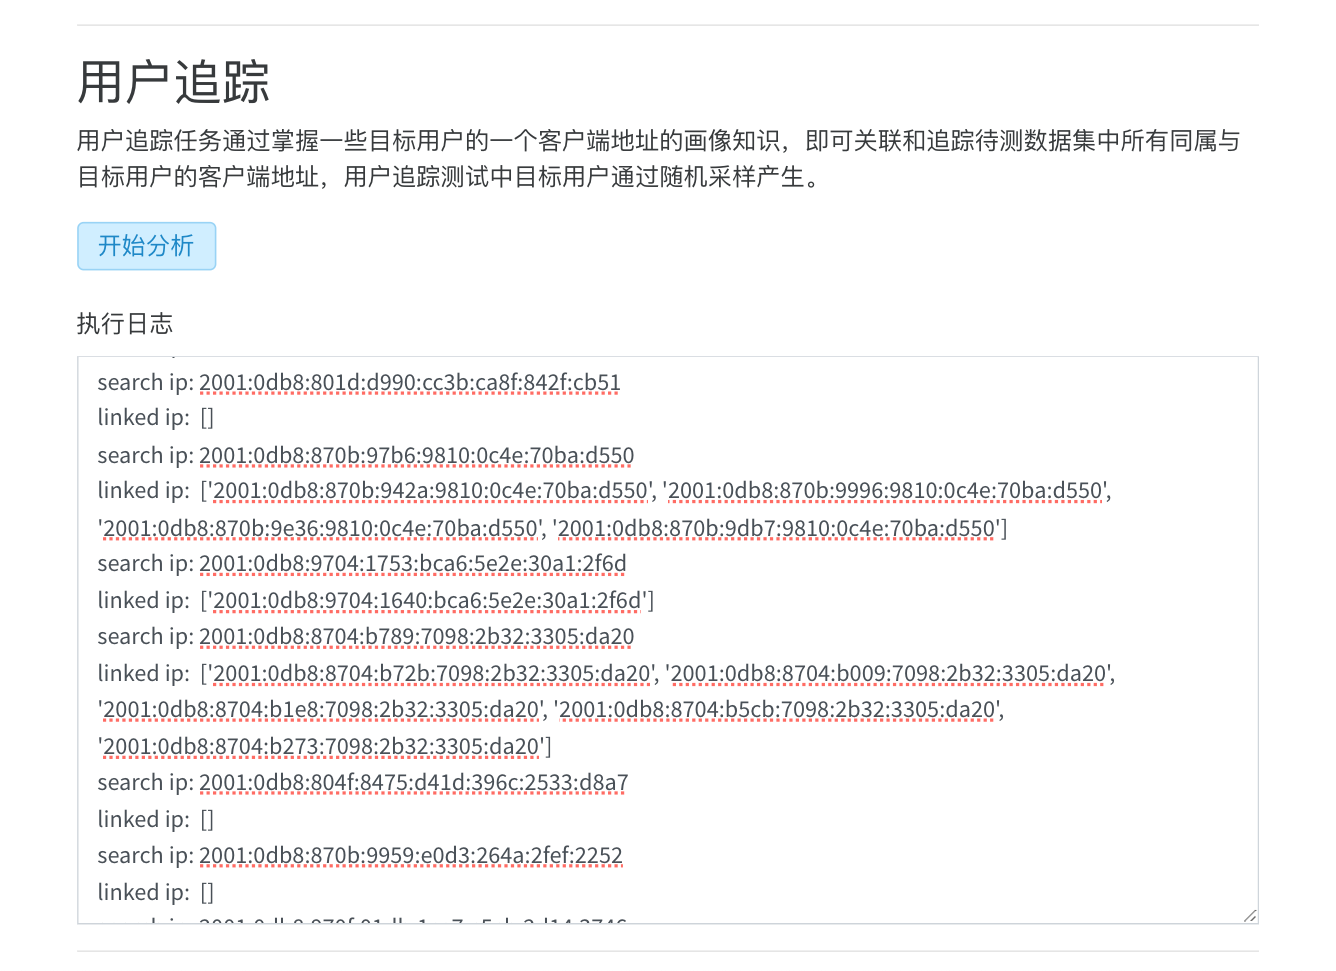 用户追踪
用户追踪任务通过掌握一些目标用户的一个客户端地址的画像知识，即可关联和追踪待测数据集中所有同属与
目标用户的客户端地址，用户追踪测试中目标用户通过随机采样产生。
开始分析
执行日志
search ip: 2001:0db8:801d:d990:cc3b:ca8f:842f:cb51
linked ip:  []
search ip: 2001:0db8:870b:97b6:9810:0c4e:70ba:d550
linked ip:  ['2001:0db8:870b:942a:9810:0c4e:70ba:d550', '2001:0db8:870b:9996:9810:0c4e:70ba:d550',
'2001:0db8:870b:9e36:9810:0c4e:70ba:d550', '2001:0db8:870b:9db7:9810:0c4e:70ba:d550']
search ip: 2001:0db8:9704:1753:bca6:5e2e:30a1:2f6d
linked ip:  ['2001:0db8:9704:1640:bca6:5e2e:30a1:2f6d']
search ip: 2001:0db8:8704:b789:7098:2b32:3305:da20
linked ip:  ['2001:0db8:8704:b72b:7098:2b32:3305:da20', '2001:0db8:8704:b009:7098:2b32:3305:da20',
'2001:0db8:8704:b1e8:7098:2b32:3305:da20', '2001:0db8:8704:b5cb:7098:2b32:3305:da20',
'2001:0db8:8704:b273:7098:2b32:3305:da20']
search ip: 2001:0db8:804f:8475:d41d:396c:2533:d8a7
linked ip:  []
search ip: 2001:0db8:870b:9959:e0d3:264a:2fef:2252
linked ip:  []